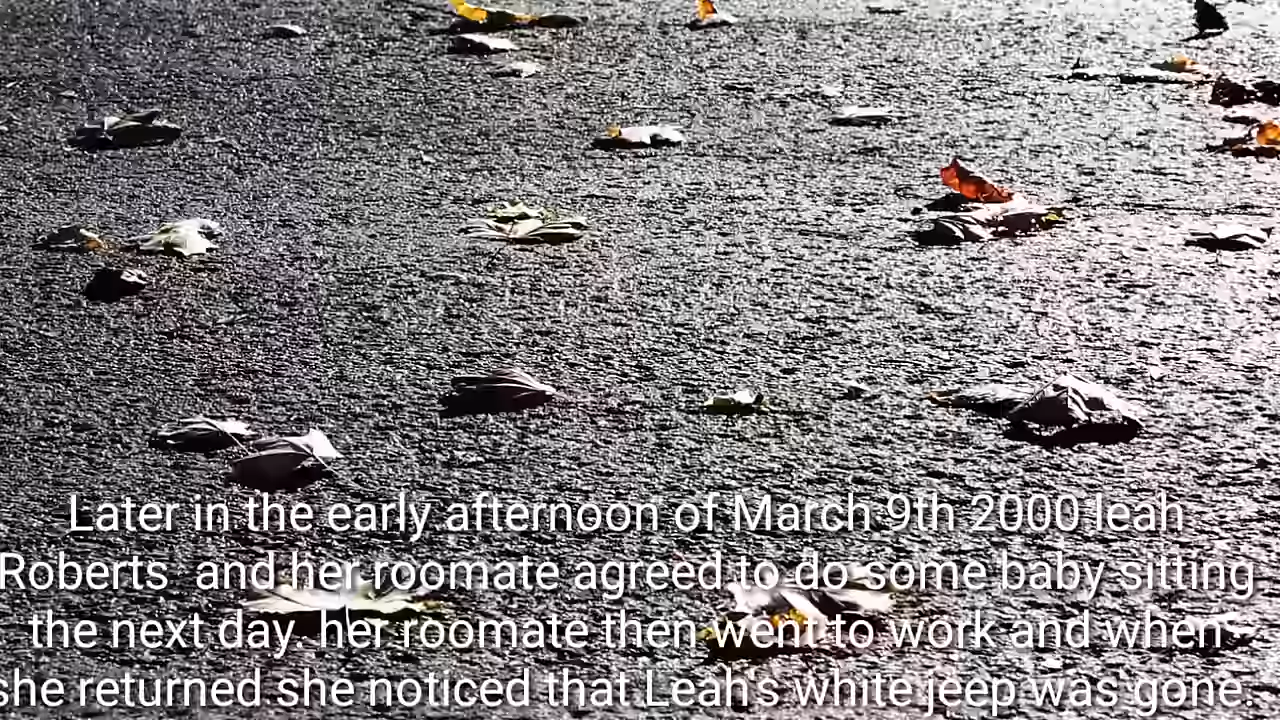 Later in the early afternoon of March 9th 2000 leah
Roberts  and her roomate agreed to do some baby sitting
the next day. her roomate then went to work and when
she returned she noticed that Leah's white jeep was gone.